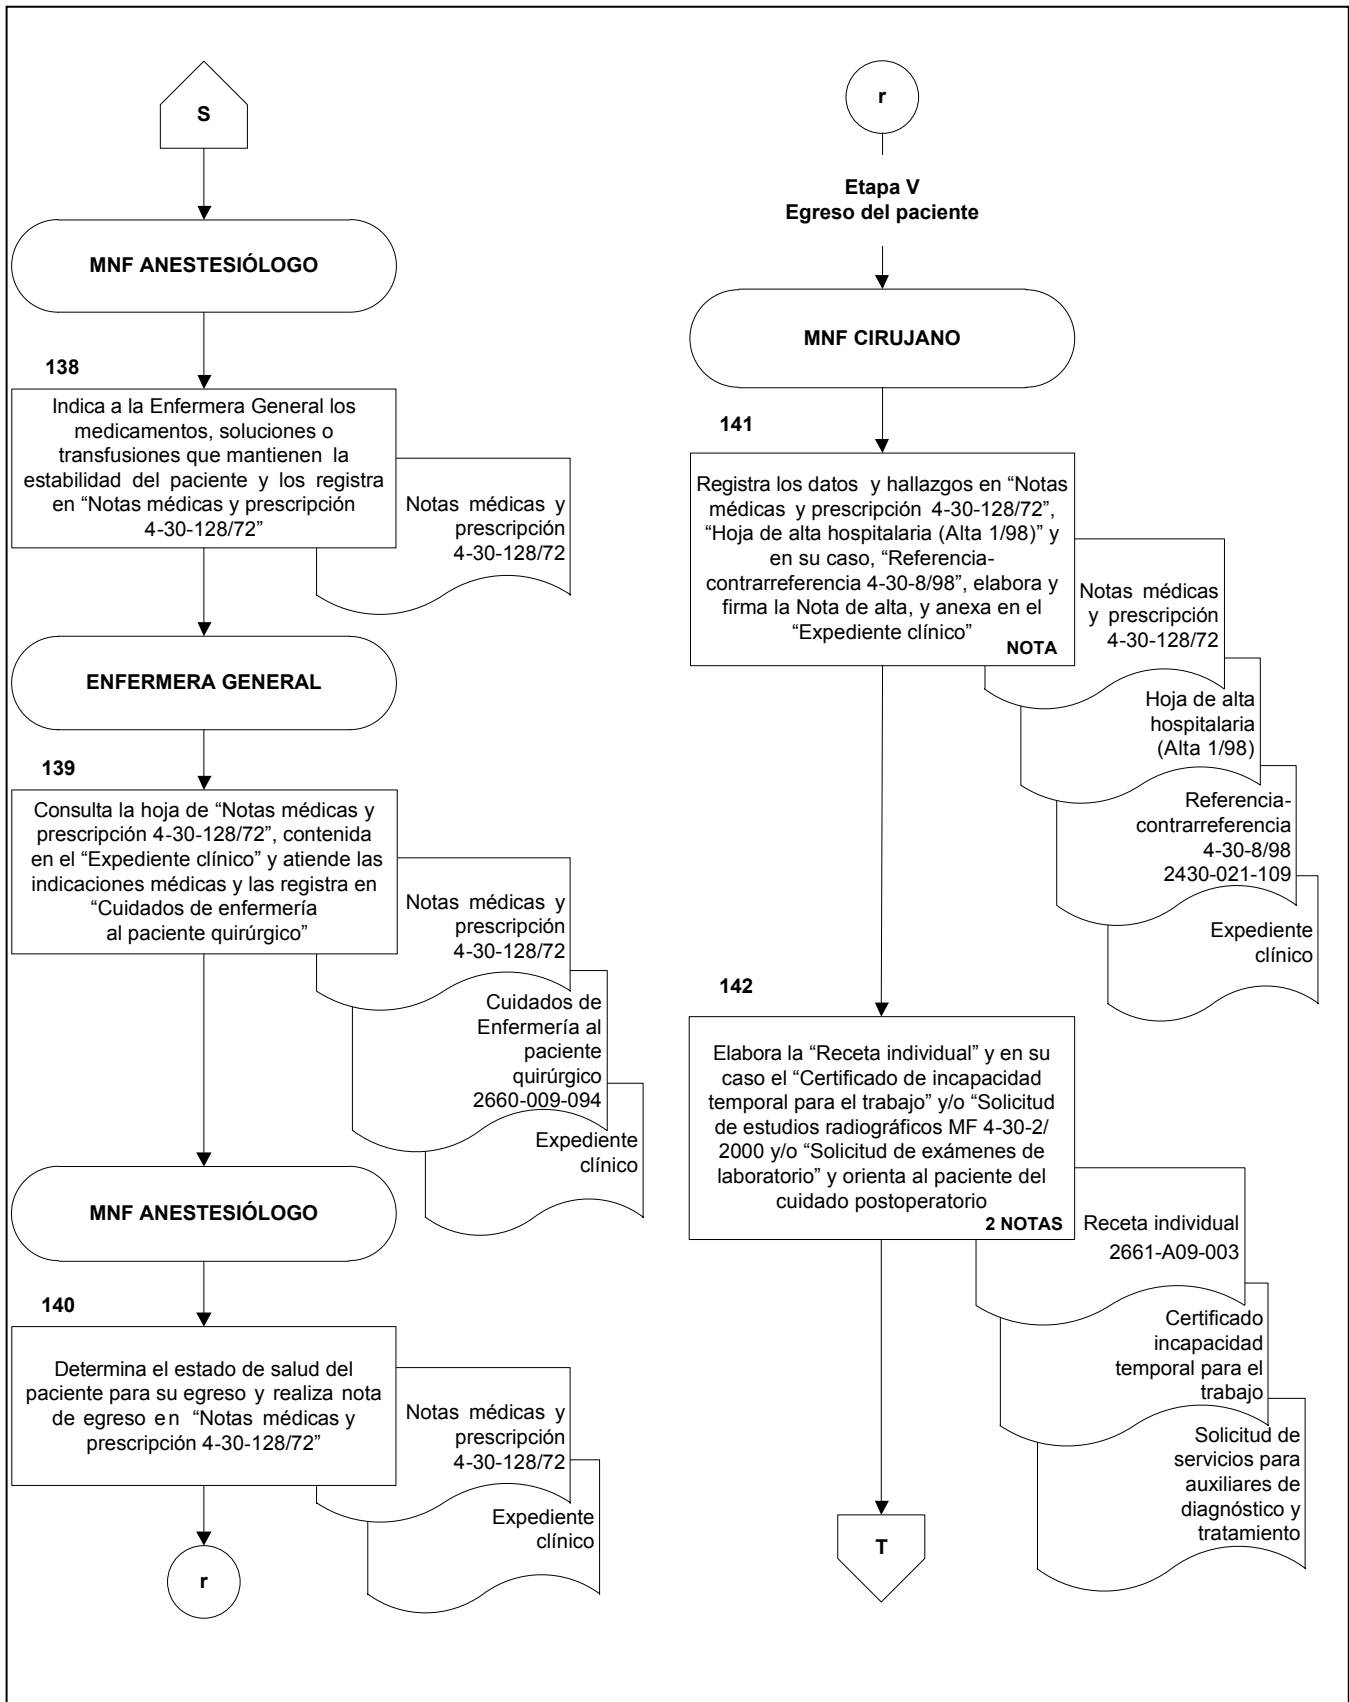 S
MNF ANESTESIÓLOGO
138
Indica a la Enfermera General los
medicamentos, soluciones o
transfusiones que mantienen la
estabilidad del paciente y los registra
en “Notas médicas y prescripción
4-30-128/72”
Notas médicas y
prescripción
4-30-128/72
ENFERMERA GENERAL
139
Consulta la hoja de “Notas médicas y
prescripción 4-30-128/72”, contenida
en el “Expediente clínico” y atiende las
indicaciones médicas y las registra en
“Cuidados de enfermería
al paciente quirúrgico”
Notas médicas y
prescripción
4-30-128/72
Cuidados de
Enfermería al
paciente
quirúrgico
2660-009-094
Expediente
clínico
MNF ANESTESIÓLOGO
140
Determina el estado de salud del
paciente para su egreso y realiza nota
de egreso en “Notas médicas y
prescripción 4-30-128/72”
Notas médicas y
prescripción
4-30-128/72
Expediente
clínico
r
r
Etapa V
Egreso del paciente
MNF CIRUJANO
141
Registra los datos y hallazgos en “Notas
médicas y prescripción 4-30-128/72”,
“Hoja de alta hospitalaria (Alta 1/98)” y
en su caso, “Referencia-
contrarreferencia 4-30-8/98”, elabora y
firma la Nota de alta, y anexa en el
“Expediente clínico”
NOTA
Notas médicas
y prescripción
4-30-128/72
Hoja de alta
hospitalaria
(Alta 1/98)
Referencia-
contrarreferencia
4-30-8/98
2430-021-109
Expediente
clínico
142
Elabora la “Receta individual” y en su
caso el “Certificado de incapacidad
temporal para el trabajo” y/o “Solicitud
de estudios radiográficos MF 4-30-2/
2000 y/o “Solicitud de exámenes de
laboratorio” y orienta al paciente del
cuidado postoperatorio
2 NOTAS
Receta individual
2661-A09-003
Certificado
incapacidad
temporal para el
trabajo
Solicitud de
servicios para
auxiliares de
diagnóstico y
tratamiento
T